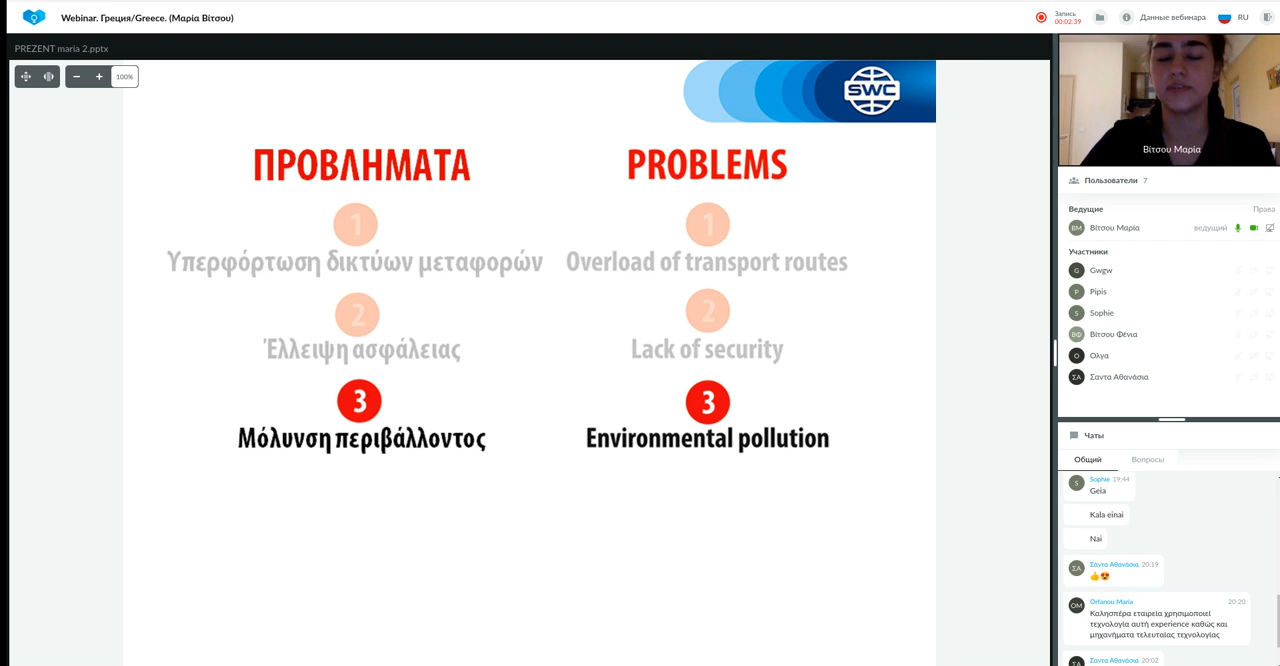 Webinar. Греция/Greece. (Μαρία Βίτσου)
Запись
00:02:39
Данные вебинара
RU
PREZENT maria 2.pptx
100%
SWC
ΠΡΟΒΛΗΜΑΤΑ
PROBLEMS
1
1
Υπερφόρτωση δικτύων μεταφορών
Overload of transport routes
2
2
Έλλειψη ασφάλειας
Lack of security
3
3
Μόλυνση περιβάλλοντος
Environmental pollution
Βίτσου Μαρία
Пользователи 7
Ведущие
Права
ΒΜ
Βίτσου Μαρία
ведущий
Участники
G
Gwgw
P
Pipis
S
Sophie
ΒΦ
Βίτσου Φένια
О
Ολγα
ΣΑ
Σαντα Αθανάσια
Чаты
Общий
Вопросы
S
Sophie 19:44
Geia
Kala einai
Nai
ΣΑ
Σάντα Αθανάσια 20:19
👍😍
OM
Orfanou Maria 20:20
Καλησπέρα εταιρεία χρησιμοποιεί
τεχνολογία αυτή experience καθώς και
μηχανήματα τελευταίας τεχνολογίας
ΣΑ
Σαντα Αθανάσια 20:02